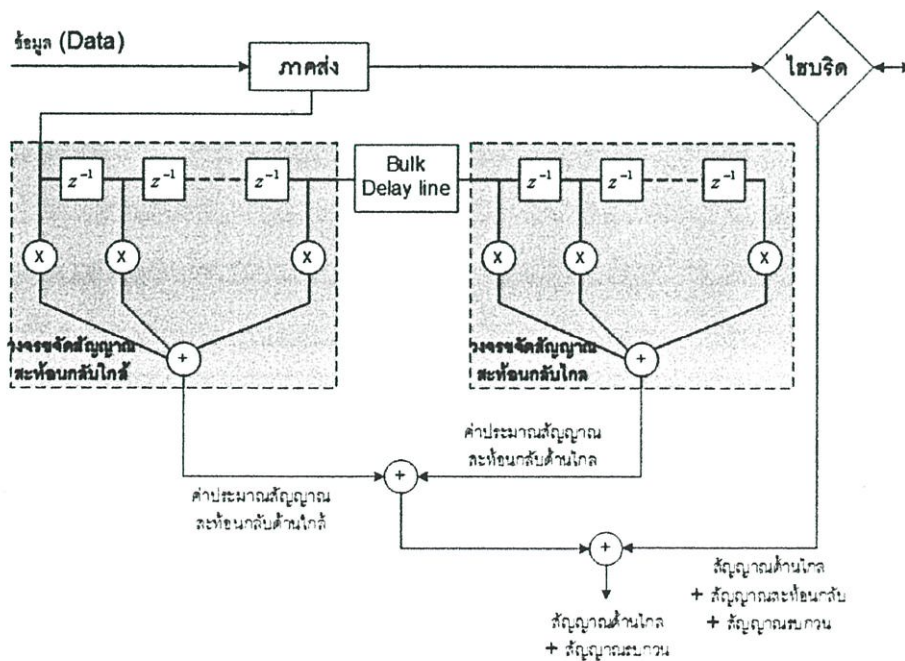 ข้อมูล (Data)
ภาคส่ง
ไฮบริด
z⁻¹
z⁻¹
z⁻¹
Bulk
Delay line
z⁻¹
z⁻¹
z⁻¹
x
x
x
x
x
x
วงจรขจัดสัญญาณ
สะท้อนกลับใกล้
+
วงจรขจัดสัญญาณ
สะท้อนกลับไกล
+
ค่าประมาณสัญญาณ
สะท้อนกลับด้านไกล
+
ค่าประมาณสัญญาณ
สะท้อนกลับด้านใกล้
+
สัญญาณด้านไกล
+ สัญญาณสะท้อนกลับ
+ สัญญาณรบกวน
สัญญาณด้านไกล
+ สัญญาณรบกวน